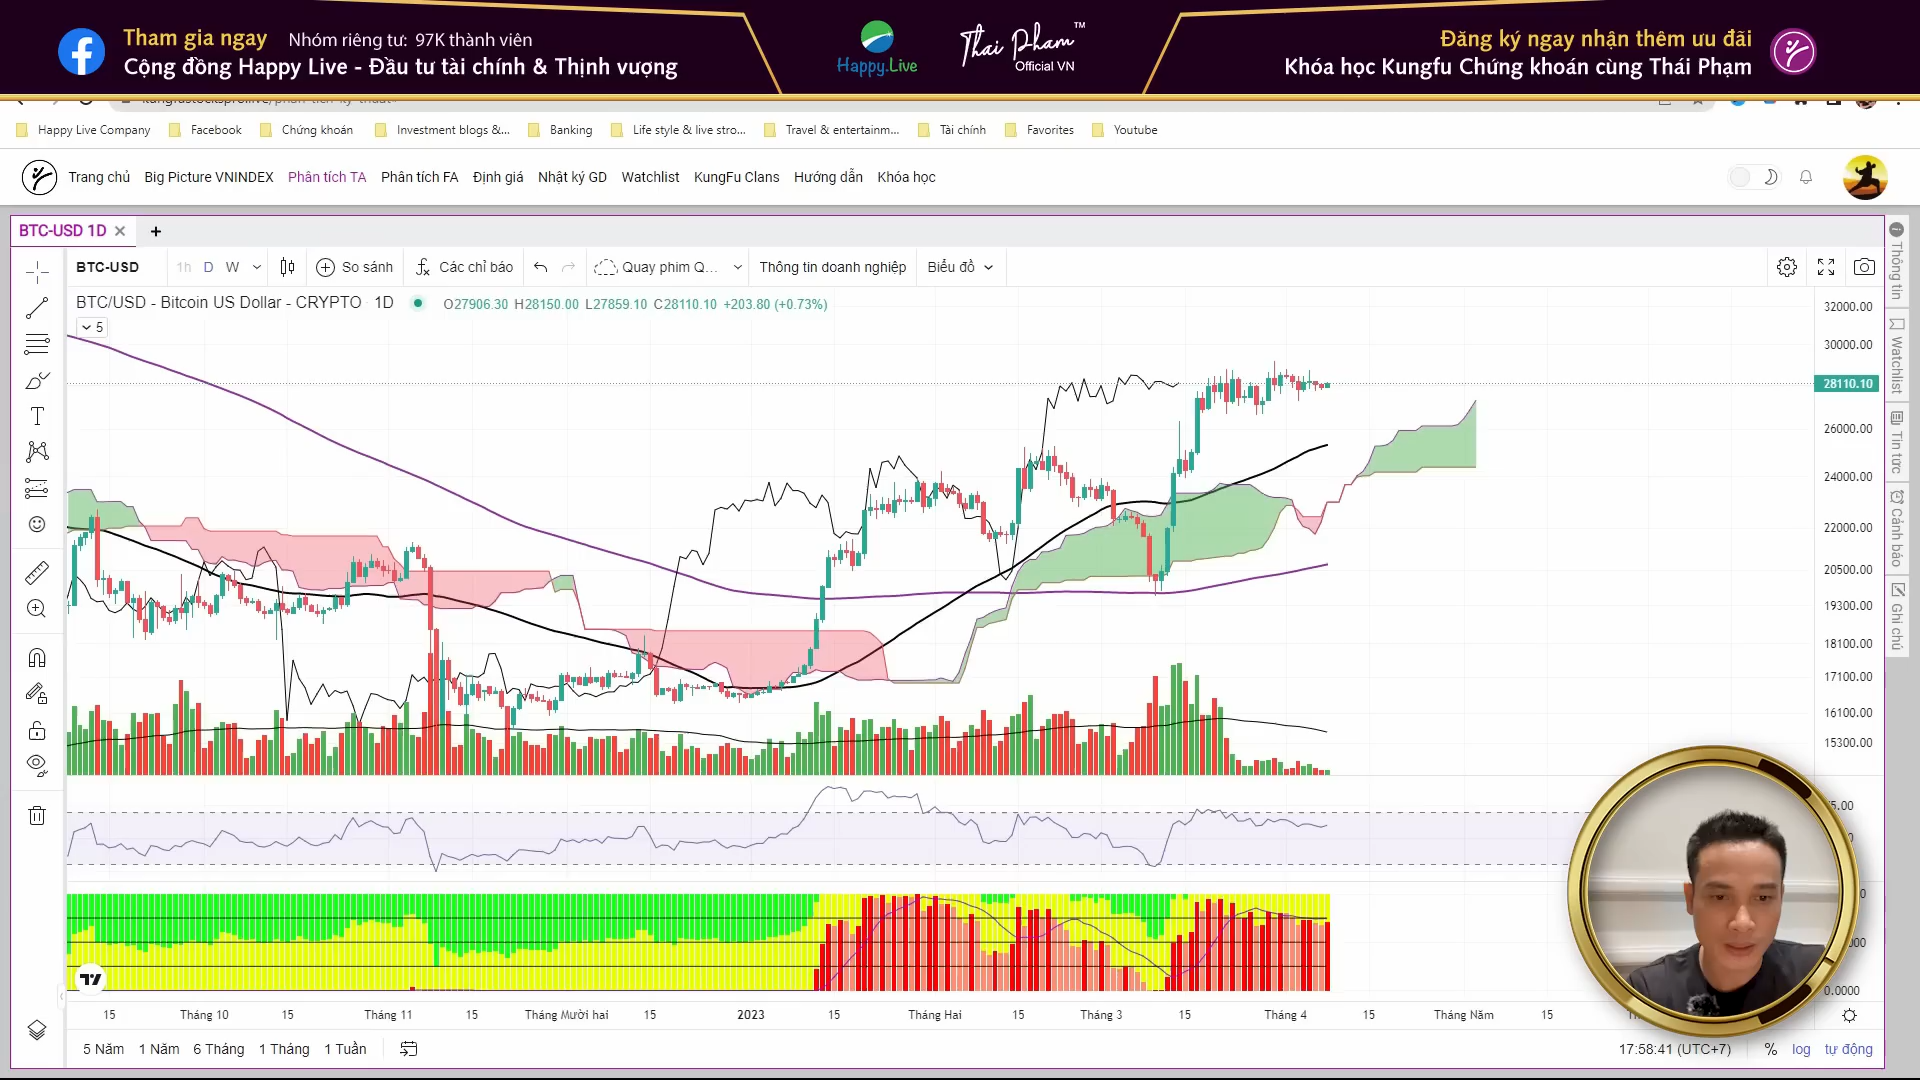 Tham gia ngay Nhóm riêng tư: 97K thành viên
Cộng đồng Happy Live - Đầu tư tài chính & Thịnh vượng
Happy.Live
Thai Pham™
Official VN
Đăng ký ngay nhận thêm ưu đãi
Khóa học Kungfu Chứng khoán cùng Thái Phạm
Happy Live Company Facebook Chứng khoán Investment blogs &... Banking Life style & live stro... Travel & entertainm... Tài chính Favorites Youtube
Trang chủ Big Picture VNINDEX Phân tích TA Phân tích FA Định giá Nhật ký GD Watchlist KungFu Clans Hướng dẫn Khóa học
BTC-USD 1D
BTC-USD 1h D W So sánh Các chỉ báo Quay phim Q... Thông tin doanh nghiệp Biểu đồ
BTC/USD - Bitcoin US Dollar - CRYPTO 1D O27906.30 H28150.00 L27859.10 C28110.10 +203.80 (+0.73%)
5
32000.00
30000.00
28110.10
26000.00
24000.00
22000.00
20500.00
19300.00
18100.00
17100.00
16100.00
15300.00
0.0000
Thông tin
Watchlist
Tin tức
Cảnh báo
Ghi chú
15 Tháng 10 15 Tháng 11 Tháng Mười hai 15 2023 15 Tháng Hai 15 Tháng 3 15 Tháng 4 15 Tháng Năm 15
5 Năm 1 Năm 6 Tháng 1 Tháng 1 Tuần 17:58:41 (UTC+7) % log tự động